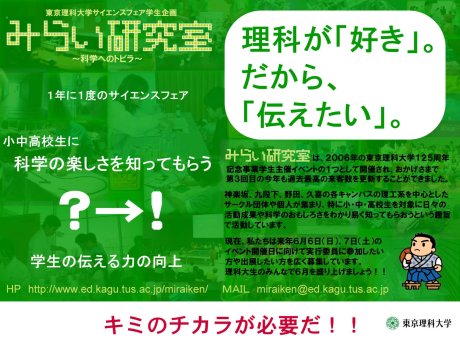 東京理科大学サイエンスフェア学生企画
みらい研究室
～科学へのトビラ～
1年に1度のサイエンスフェア
小中高校生に
科学の楽しさを知ってもらう
?→!
学生の伝える力の向上
HP http://www.ed.kagu.tus.ac.jp/miraiken/
理科が「好き」。
だから、
「伝えたい」。
みらい研究室は、2006年の東京理科大学125周年
記念事業学生主催イベントの1つとして開催され、おかげさまで
第3回目の今年も過去最高の来客数を更新することができました。
神楽坂、九段下、野田、久喜の各キャンパスの理工系を中心とした
サークル団体や個人が集まり、特に小・中・高校生を対象に日々の
活動成果や科学のおもしろさをわかり易く知ってもらおうという趣旨
で活動しています。
現在、私たちは来年6月6日(日)、7日(土)の
イベント開催日に向けて実行委員に参加したい
方や出展したい方を広く募集しています。
理科大生のみんなで6月を盛り上げましょう！！
MAIL miraiken@ed.kagu.tus.ac.jp
キミのチカラが必要だ！！
東京理科大学